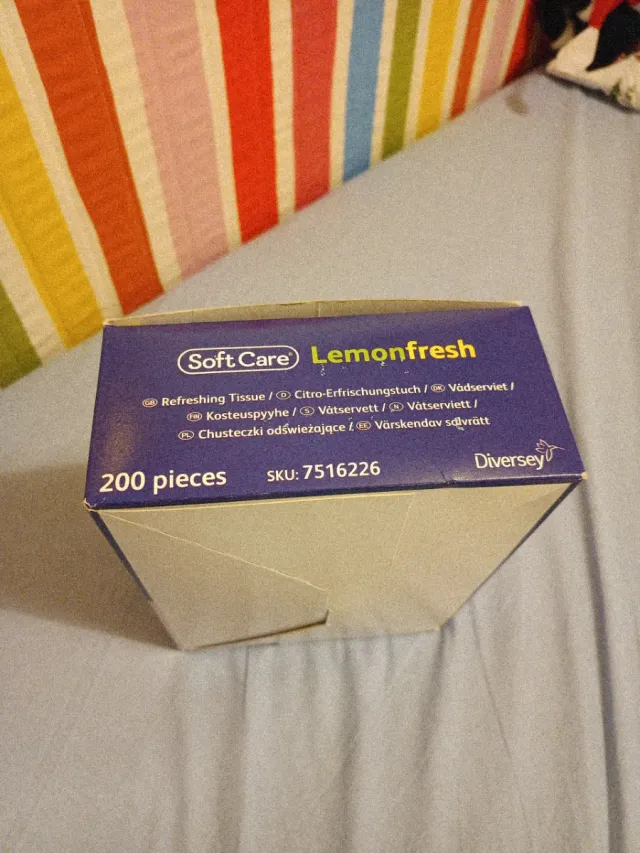 Soft Care® Lemonfresh
GB Refreshing Tissue / D Citro-Erfrischungstuch / DK Vådserviet /
FIN Kosteuspyyhe / S Våtservett / N Våtserviett /
PL Chusteczki odświeżające / EE Värskendav salvrätt
200 pieces SKU: 7516226 Diversey